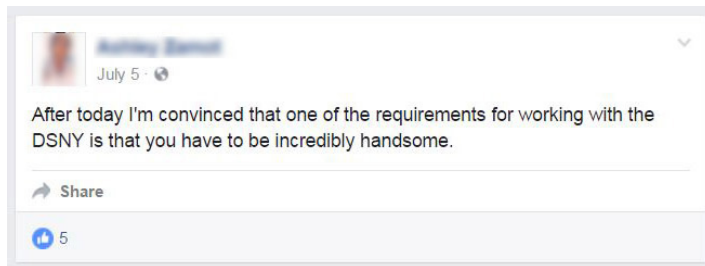 July 5
After today I'm convinced that one of the requirements for working with the
DSNY is that you have to be incredibly handsome.
Share
5